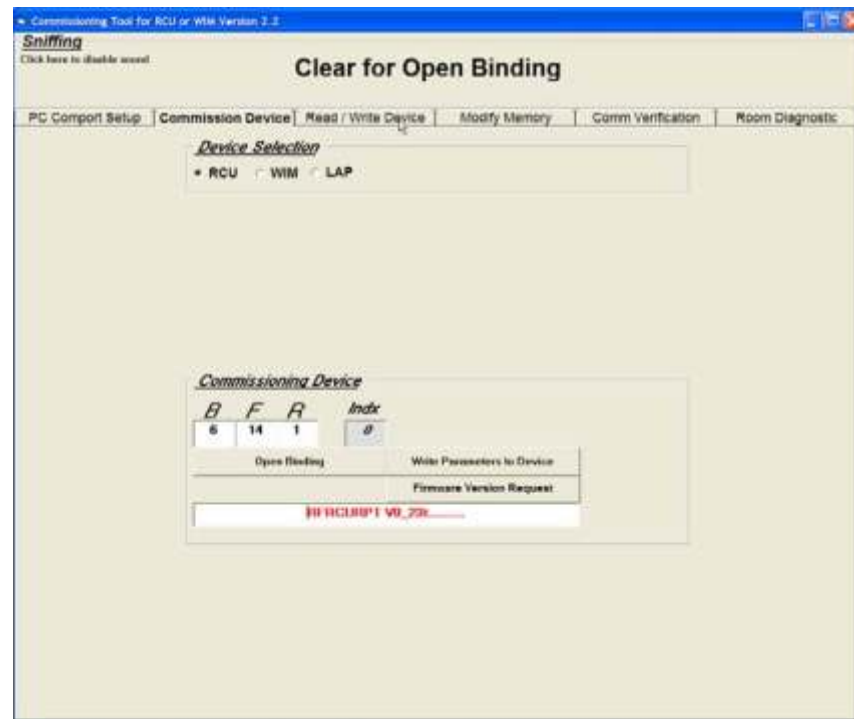 Commissioning Tool for RCU or WIM Version 2.2
Sniffing
Click here to disable sound
Clear for Open Binding
PC Comport Setup Commission Device Read / Write Device Modify Memory Comm Verification Room Diagnostic
Device Selection
RCU WIM LAP
Commissioning Device
B F R Indx
6 14 1 0
Open Binding Write Parameters to Device
Firmware Version Request